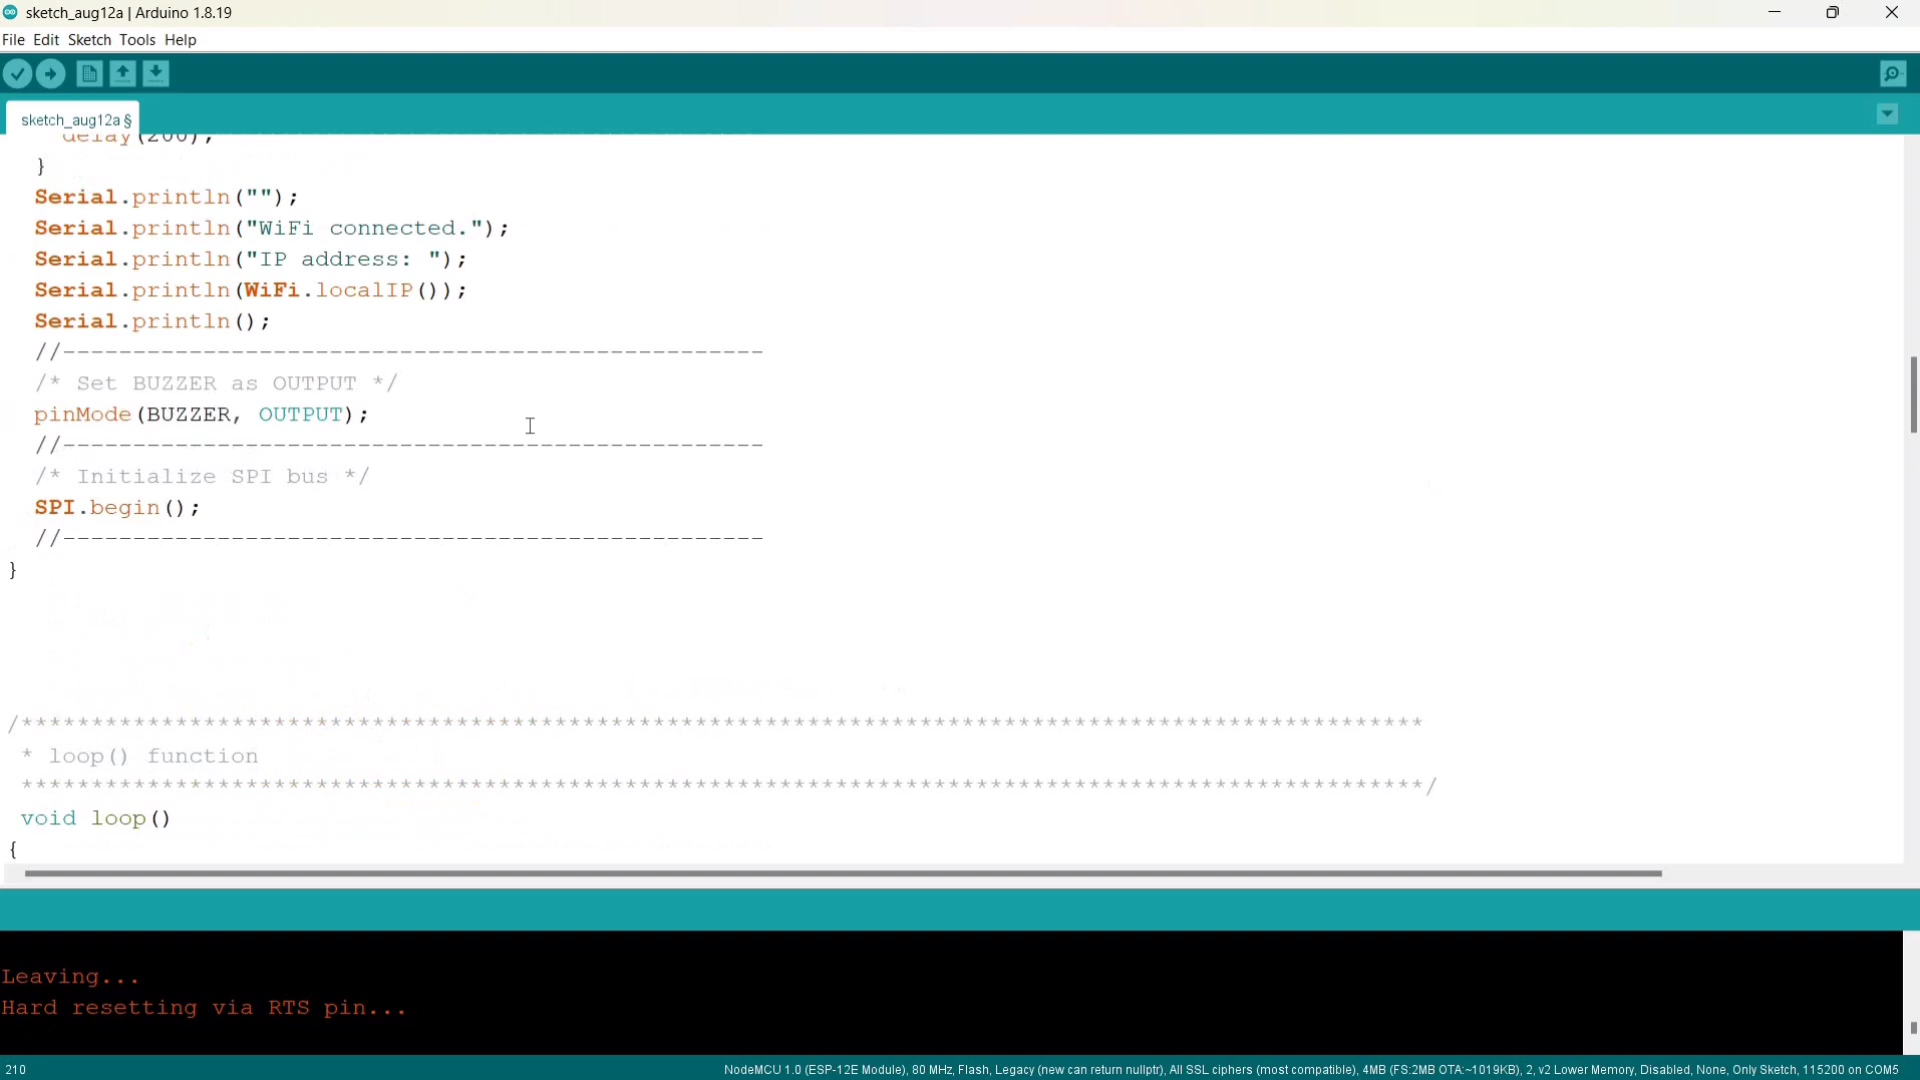 sketch_aug12a | Arduino 1.8.19
File Edit Sketch Tools Help
sketch_aug12a §
delay(200);
}
Serial.println("");
Serial.println("WiFi connected.");
Serial.println("IP address: ");
Serial.println(WiFi.localIP());
Serial.println();
//--------------------------------------------------
/* Set BUZZER as OUTPUT */
pinMode(BUZZER, OUTPUT);
//--------------------------------------------------
/* Initialize SPI bus */
SPI.begin();
//--------------------------------------------------
}
/****************************************************************************************************
* loop() function
****************************************************************************************************/
void loop()
{
Leaving...
Hard resetting via RTS pin...
210
NodeMCU 1.0 (ESP-12E Module), 80 MHz, Flash, Legacy (new can return nullptr), All SSL ciphers (most compatible), 4MB (FS:2MB OTA:~1019KB), 2, v2 Lower Memory, Disabled, None, Only Sketch, 115200 on COM5